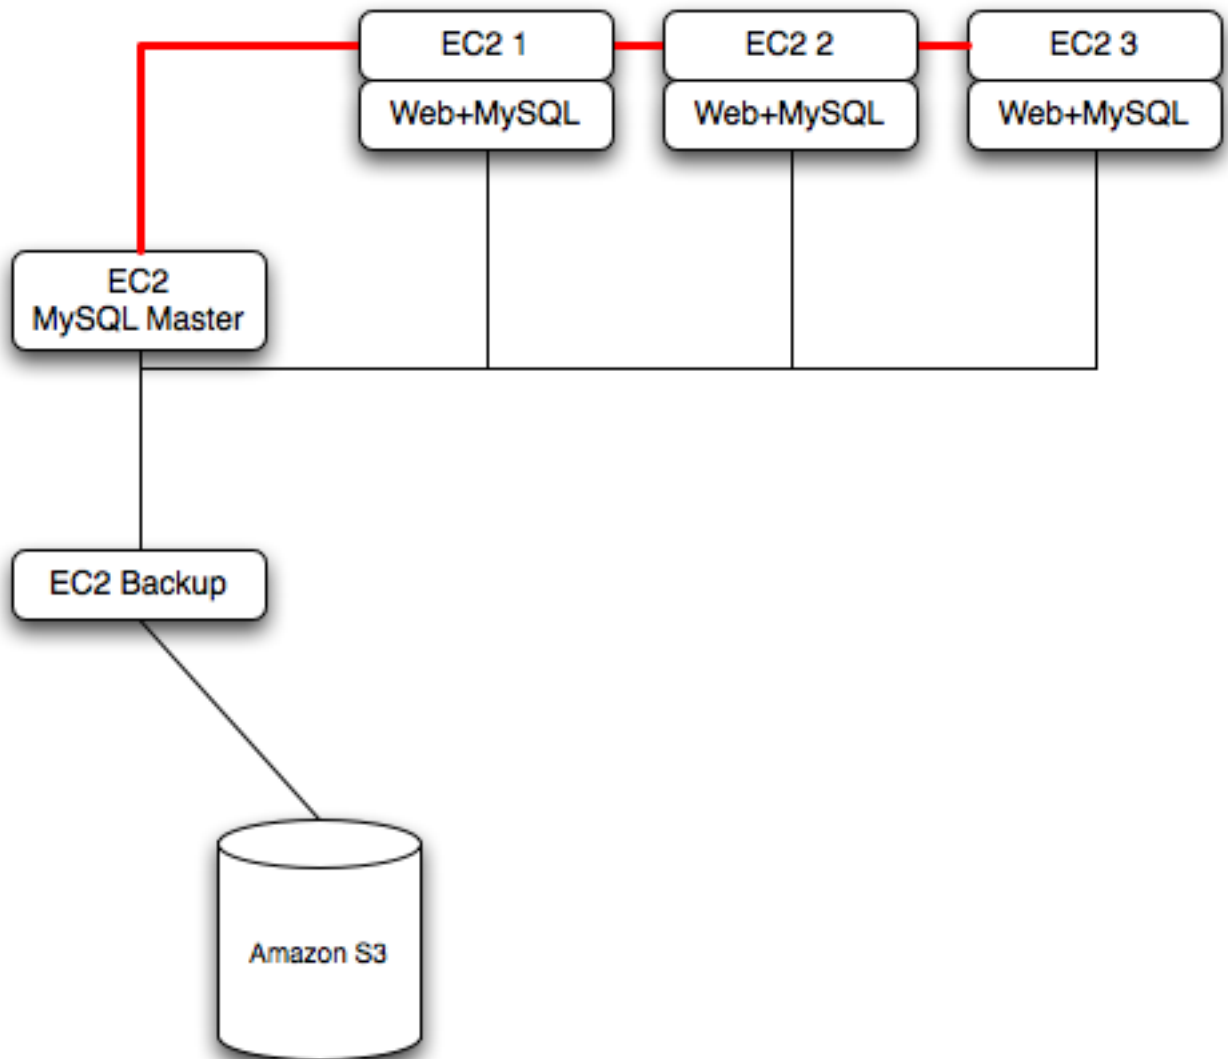 EC2 1
EC2 2
EC2 3
Web+MySQL
Web+MySQL
Web+MySQL
EC2
MySQL Master
EC2 Backup
Amazon S3